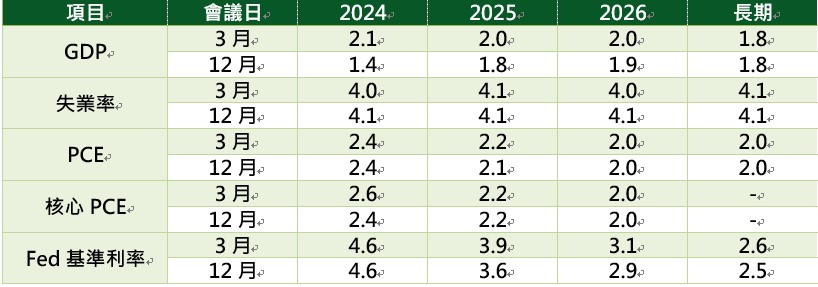 項目 會議日 2024 2025 2026 長期
GDP 3 月 2.1 2.0 2.0 1.8
12 月 1.4 1.8 1.9 1.8
失業率 3 月 4.0 4.1 4.0 4.1
12 月 4.1 4.1 4.1 4.1
PCE 3 月 2.4 2.2 2.0 2.0
12 月 2.4 2.1 2.0 2.0
核心 PCE 3 月 2.6 2.2 2.0 -
12 月 2.4 2.2 2.0 -
Fed 基準利率 3 月 4.6 3.9 3.1 2.6
12 月 4.6 3.6 2.9 2.5